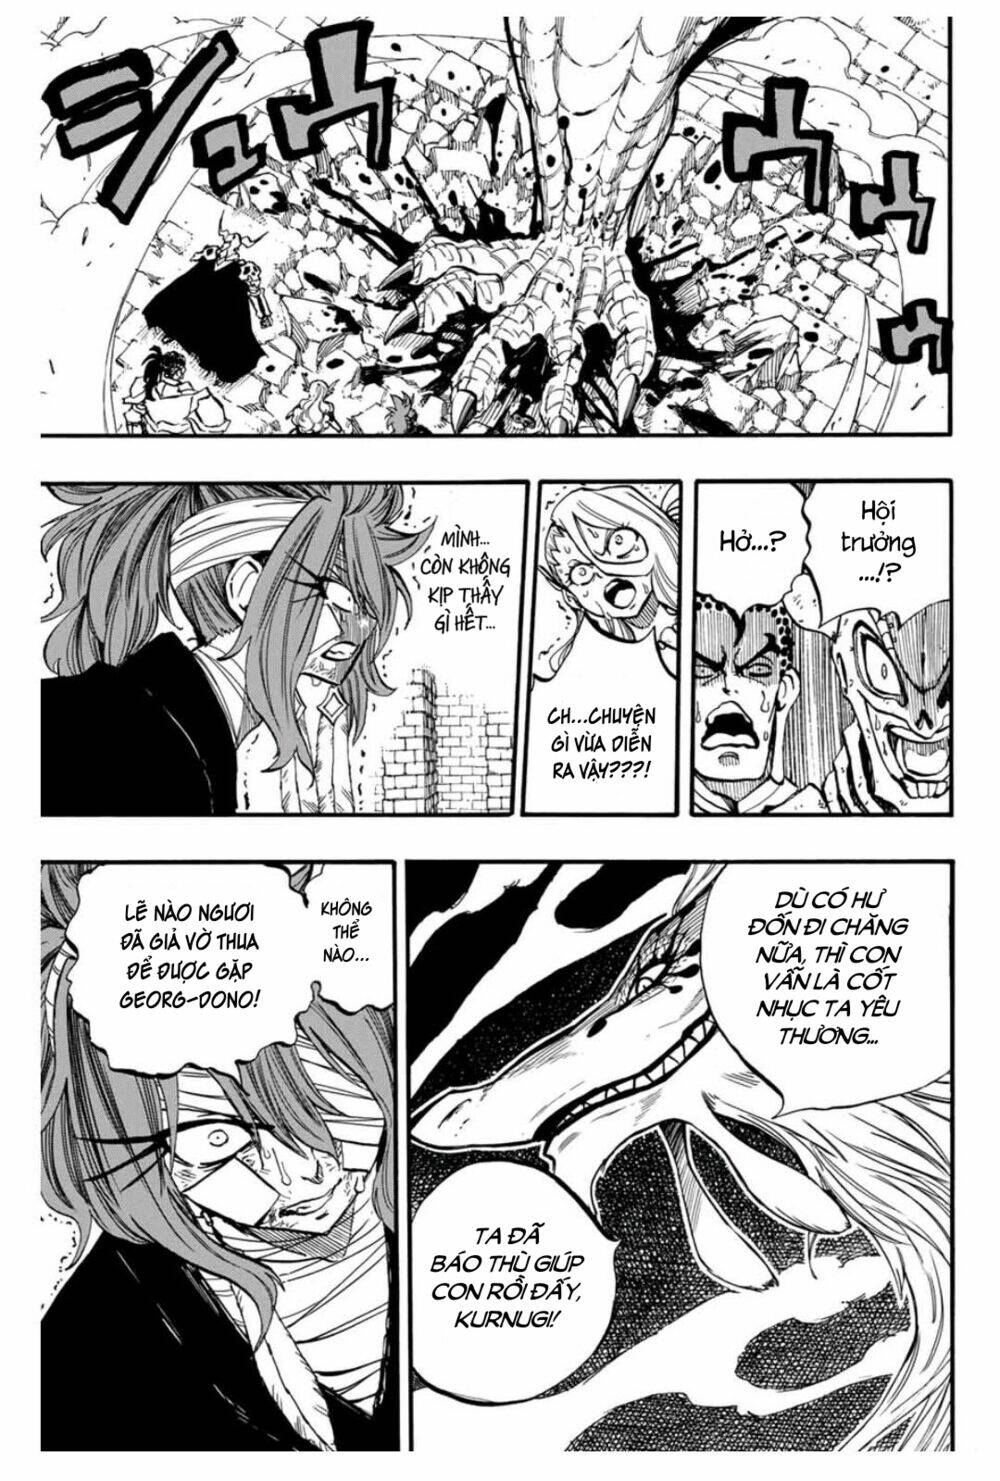 シュウウウウ
Hội
trưởng
...!?
Hở...?
CH...CHUYỆN
GÌ VỪA DIỄN
RA VẬY???!
MÌNH...
CÒN KHÔNG
KỊP THẤY
GÌ HẾT...
DÙ CÓ HƯ
ĐỐN ĐI CHĂNG
NỮA, THÌ CON
VẪN LÀ CỐT
NHỤC TA YÊU
THƯƠNG...
TA ĐÃ
BÁO THÙ GIÚP
CON RỒI ĐẤY,
KURNUGI!
KHÔNG
THỂ
NÀO...
LẼ NÀO NGƯƠI
ĐÃ GIẢ VỜ THUA
ĐỂ ĐƯỢC GẶP
GEORG-DONO!